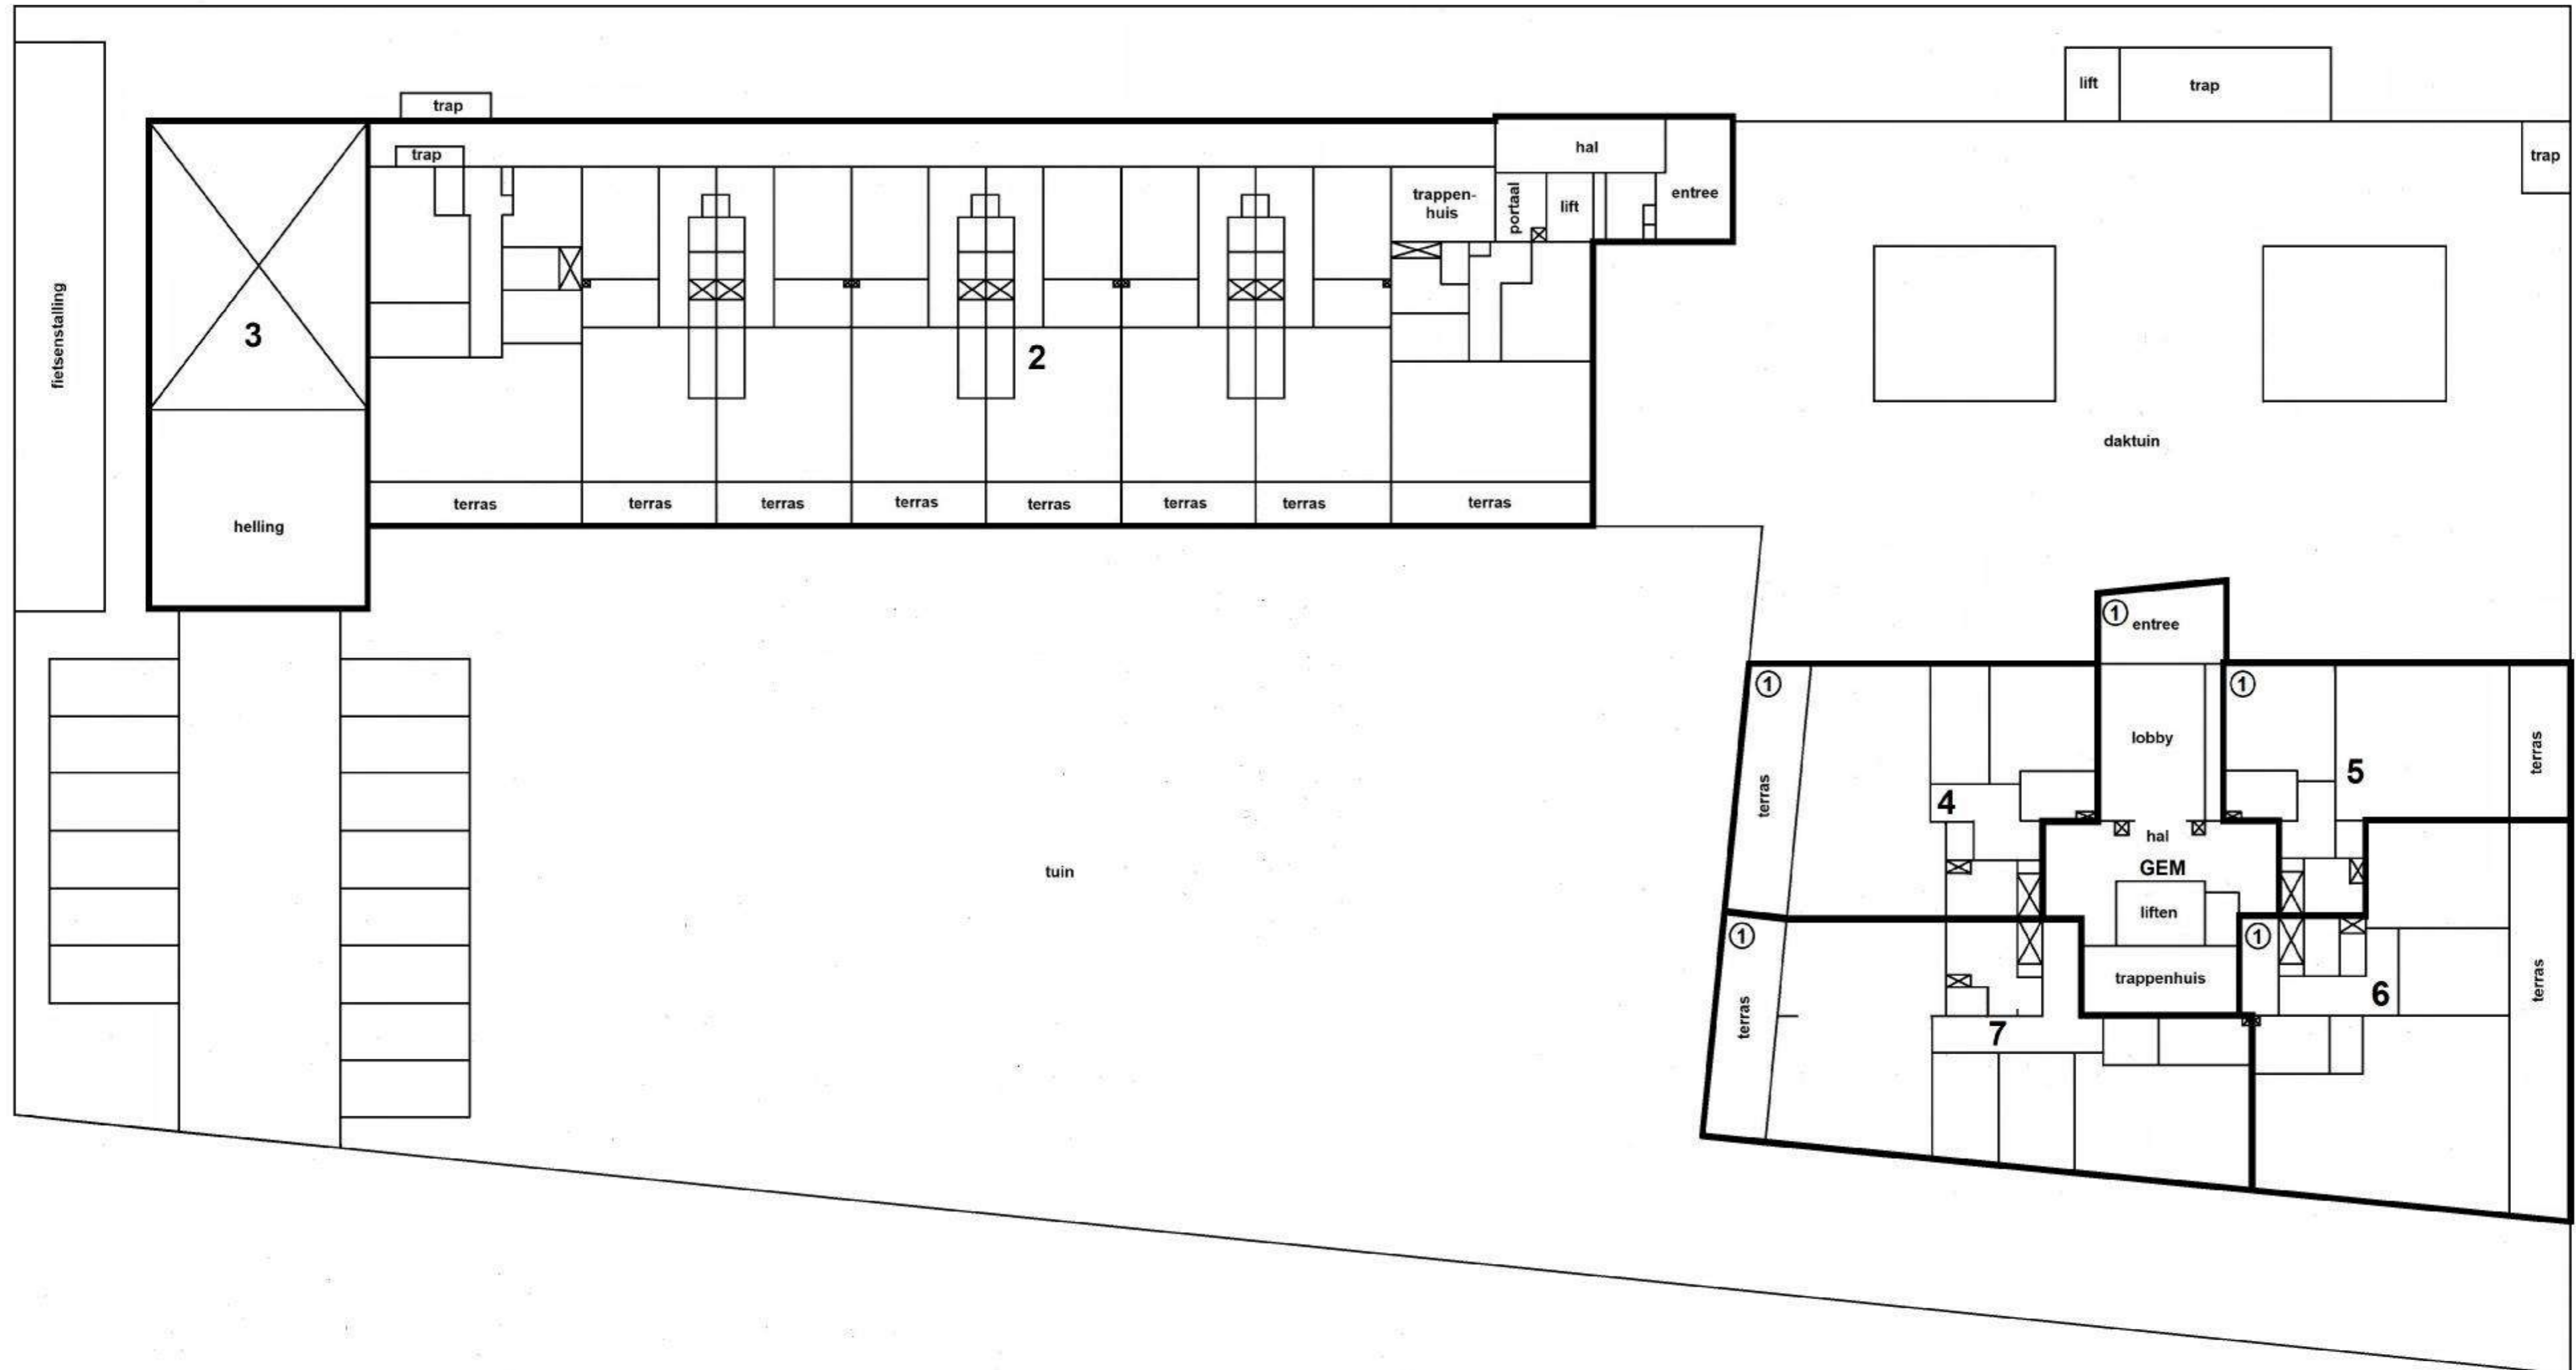 lift
trap
trap
trap
trap
hal
trappen-
huis
portaal
lift
entree
fietsenstalling
3
2
daktuin
helling
terras
terras
terras
terras
terras
terras
terras
terras
1
entree
1
1
lobby
terras
terras
4
5
hal
GEM
tuin
liften
1
1
trappenhuis
terras
terras
6
7